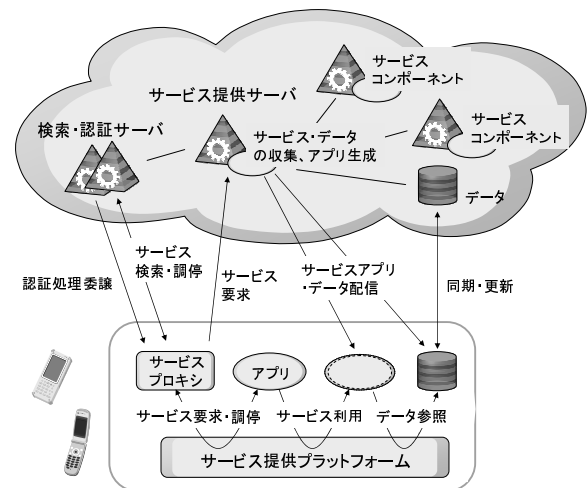 サービス
コンポーネント
サービス提供サーバ
サービス
コンポーネント
検索・認証サーバ
サービス・データ
の収集、アプリ生成
データ
サービス
検索・調停
認証処理委譲
サービス
要求
サービスアプリ
・データ配信
同期・更新
サービス
プロキシ
アプリ
サービス要求・調停
サービス利用
データ参照
サービス提供プラットフォーム